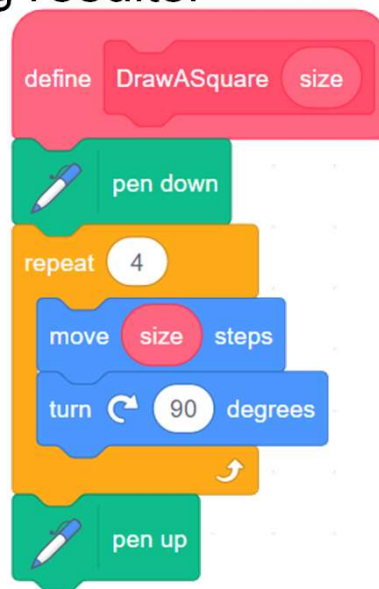 define DrawASquare size
pen down
repeat 4
move size steps
turn 90 degrees
pen up